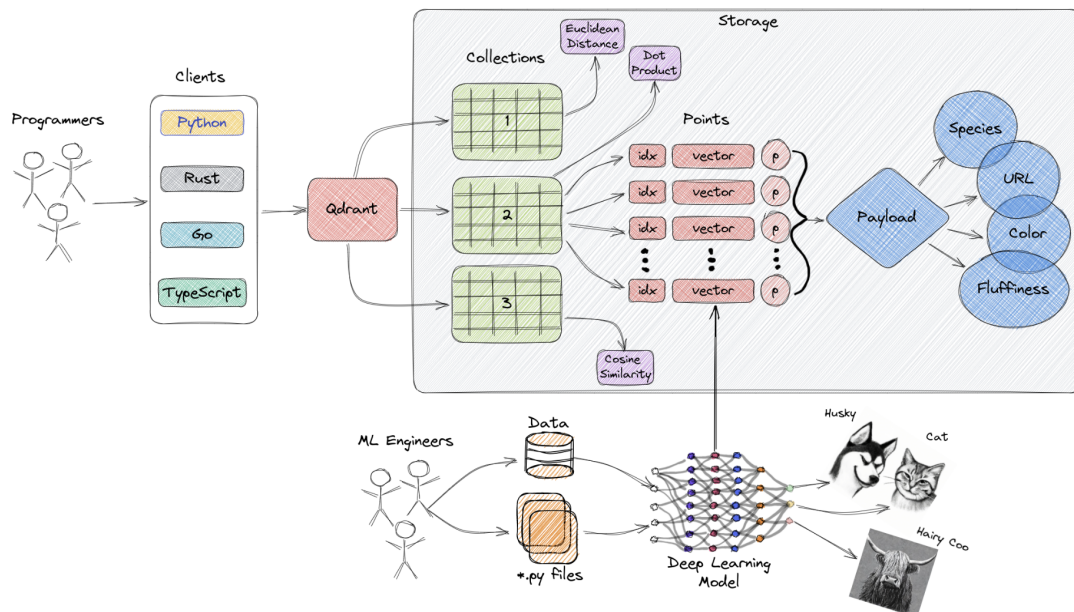 Storage
Euclidean
Distance
Collections
Dot
Product
Clients
Programmers
Python
Rust
Go
TypeScript
Qdrant
1
2
3
Points
idx vector p
idx vector p
idx vector p
idx vector p
Payload
Species
URL
Color
Fluffiness
Cosine
Similarity
ML Engineers
Data
*.py files
Deep Learning
Model
Husky
Cat
Hairy Coo